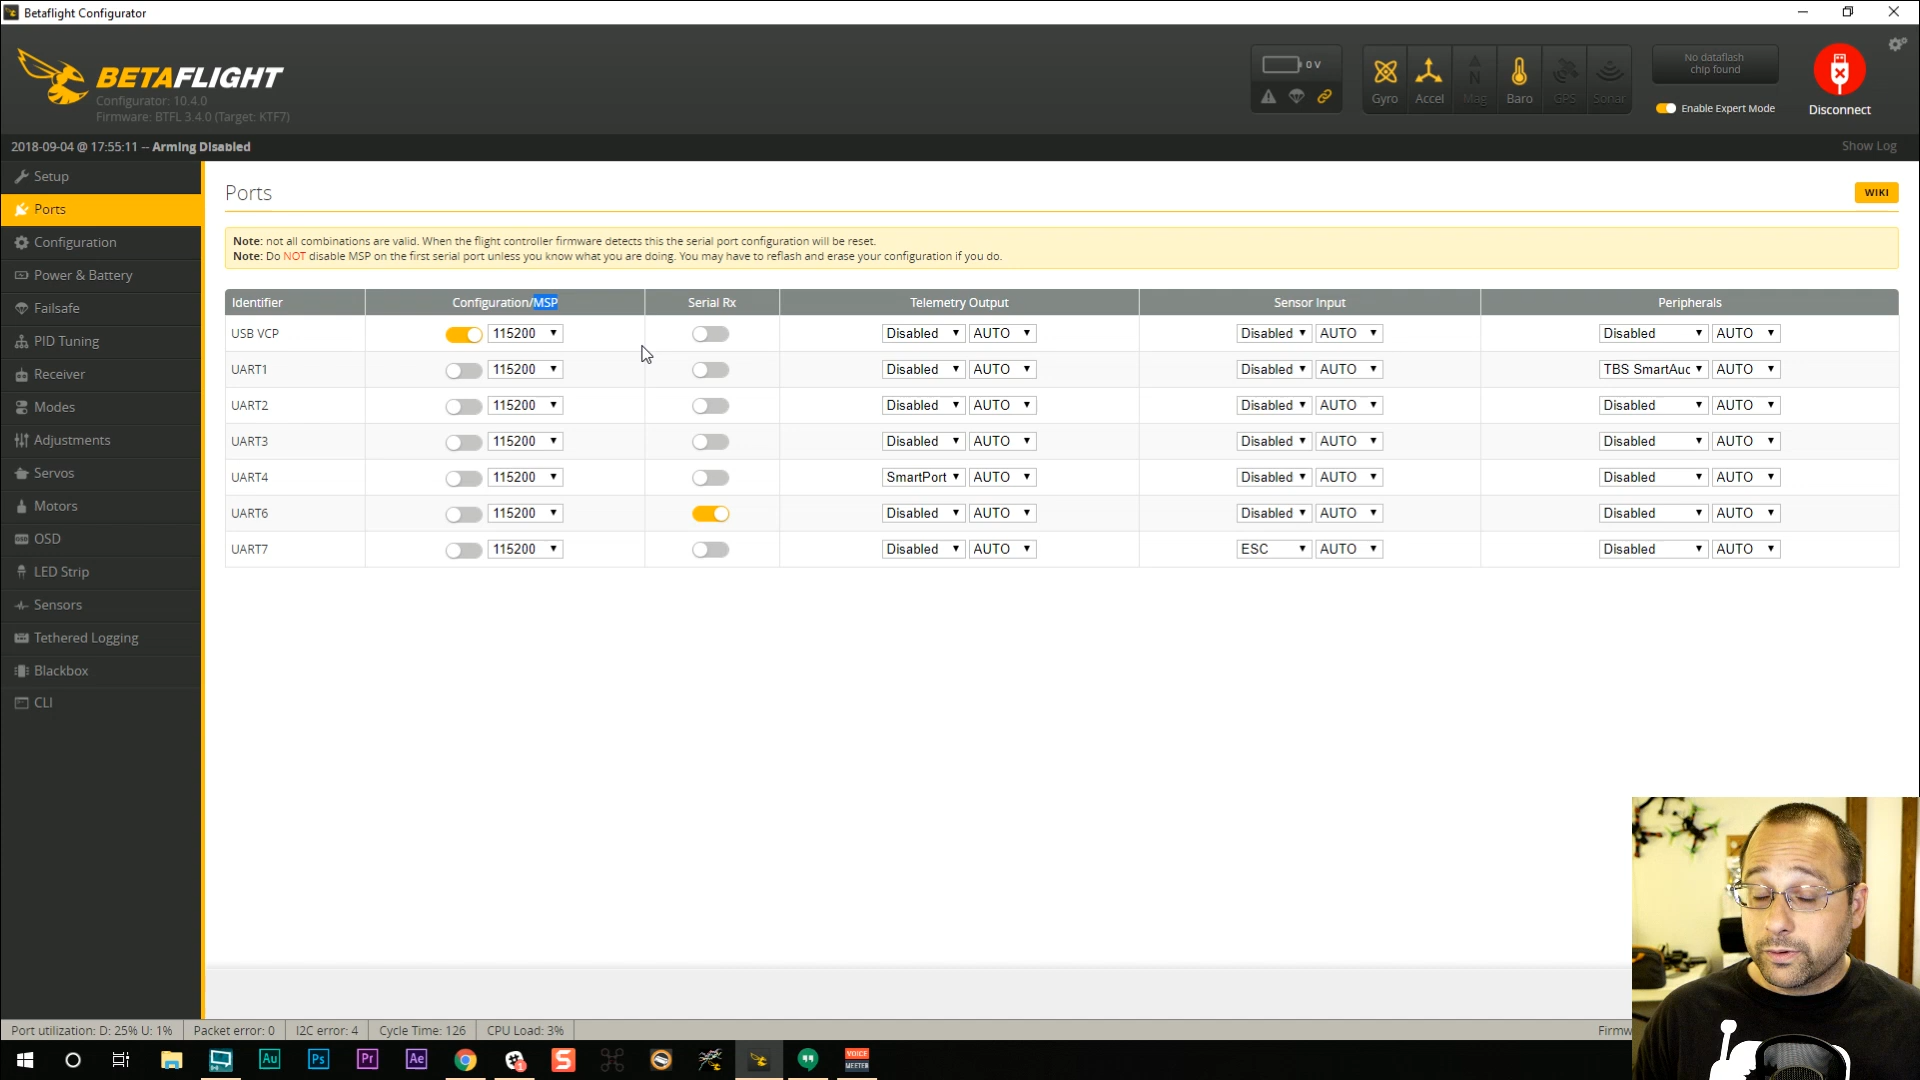 Betaflight Configurator
BETAFLIGHT
Configurator: 10.4.0
Firmware: BTFL 3.4.0 (Target: KTF7)
0 V
Gyro
Accel
Mag
Baro
GPS
Sonar
No dataflash
chip found
Enable Expert Mode
Disconnect
2018-09-04 @ 17:55:11 -- Arming Disabled
Show Log
Setup
Ports
Configuration
Power & Battery
Failsafe
PID Tuning
Receiver
Modes
Adjustments
Servos
Motors
OSD
LED Strip
Sensors
Tethered Logging
Blackbox
CLI
Ports
WIKI
Note: not all combinations are valid. When the flight controller firmware detects this the serial port configuration will be reset.
Note: Do NOT disable MSP on the first serial port unless you know what you are doing. You may have to reflash and erase your configuration if you do.
Identifier Configuration/MSP Serial Rx Telemetry Output Sensor Input Peripherals
USB VCP 115200 Disabled AUTO Disabled AUTO Disabled AUTO
UART1 115200 Disabled AUTO Disabled AUTO TBS SmartAuc AUTO
UART2 115200 Disabled AUTO Disabled AUTO Disabled AUTO
UART3 115200 Disabled AUTO Disabled AUTO Disabled AUTO
UART4 115200 SmartPort AUTO Disabled AUTO Disabled AUTO
UART6 115200 Disabled AUTO Disabled AUTO Disabled AUTO
UART7 115200 Disabled AUTO ESC AUTO Disabled AUTO
Port utilization: D: 25% U: 1% Packet error: 0 I2C error: 4 Cycle Time: 126 CPU Load: 3% Firmw
Au
Ps
Pr
Ae
1
S
VOICE
MEETER